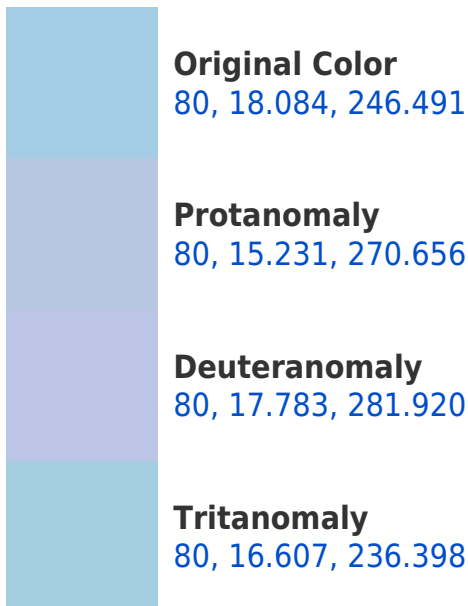 Original Color
80, 18.084, 246.491
Protanomaly
80, 15.231, 270.656
Deuteranomaly
80, 17.783, 281.920
Tritanomaly
80, 16.607, 236.398